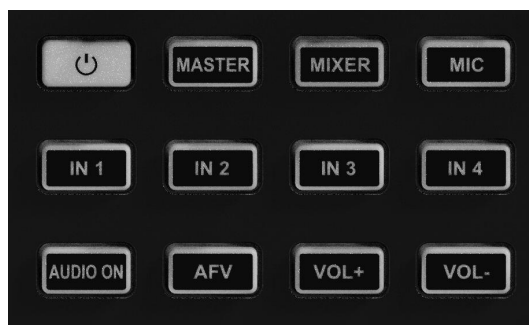 MASTER MIXER MIC
IN 1 IN 2 IN 3 IN 4
AUDIO ON AFV VOL+ VOL-